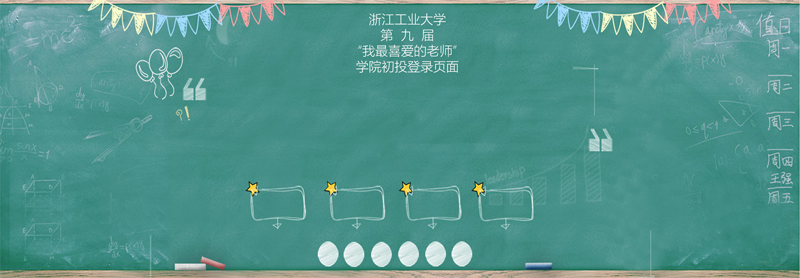 浙江工业大学
第 九 届
“我最喜爱的老师”
学院初投登录页面
值日
周一
周二
周三
周四
王强
周五